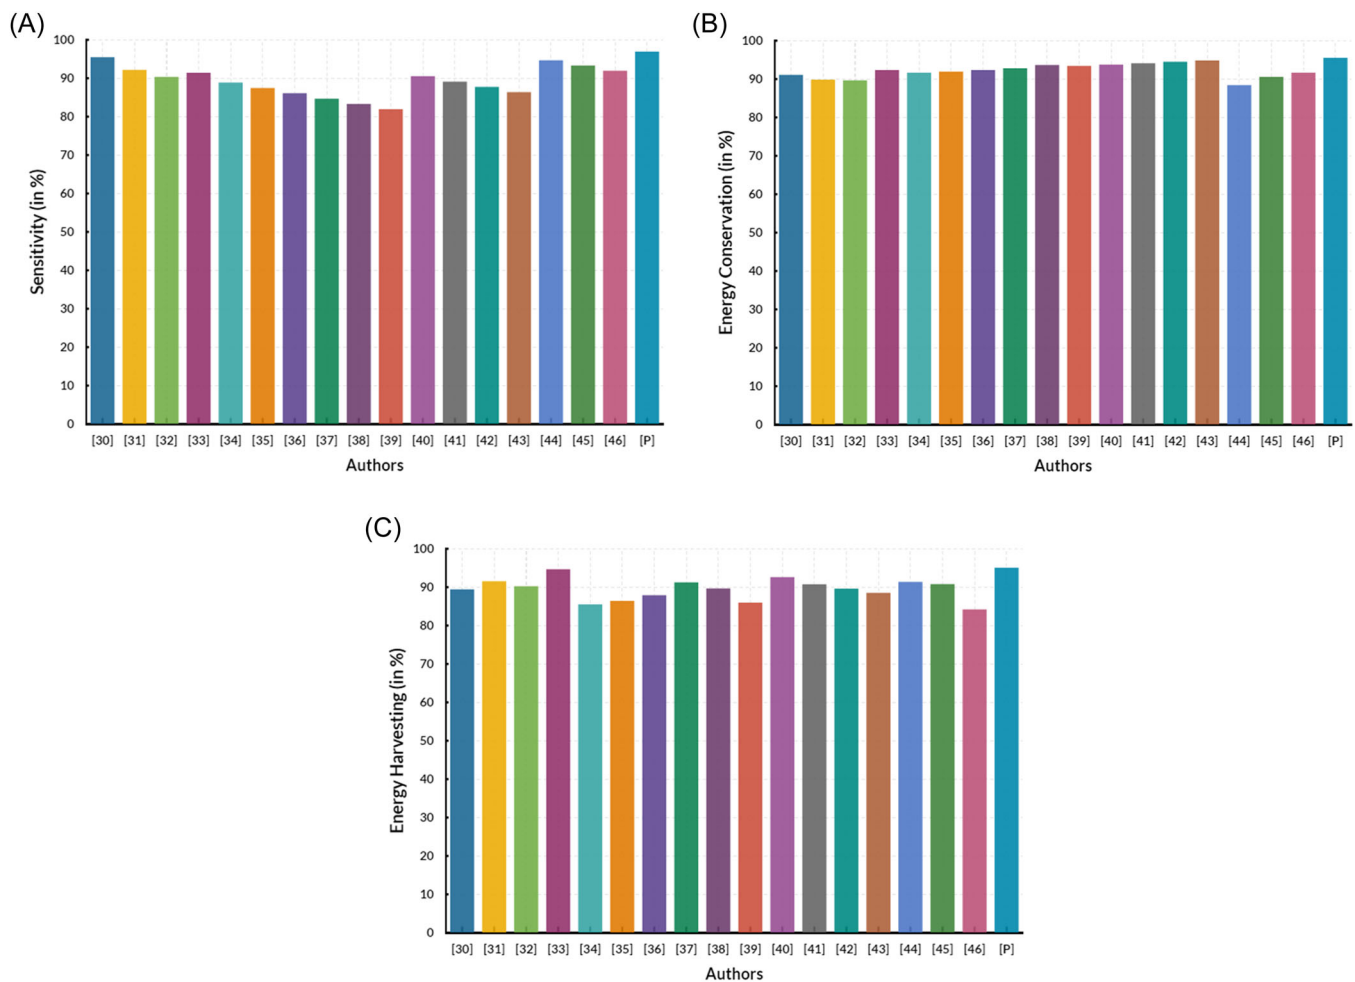 (A)
100
90
80
70
60
50
40
30
20
10
0
Sensitivity (in %)
[30] [31] [32] [33] [34] [35] [36] [37] [38] [39] [40] [41] [42] [43] [44] [45] [46] [P]
Authors
(B)
100
90
80
70
60
50
40
30
20
10
0
Energy Conservation (in %)
[30] [31] [32] [33] [34] [35] [36] [37] [38] [39] [40] [41] [42] [43] [44] [45] [46] [P]
Authors
(C)
100
90
80
70
60
50
40
30
20
10
0
Energy Harvesting (in %)
[30] [31] [32] [33] [34] [35] [36] [37] [38] [39] [40] [41] [42] [43] [44] [45] [46] [P]
Authors